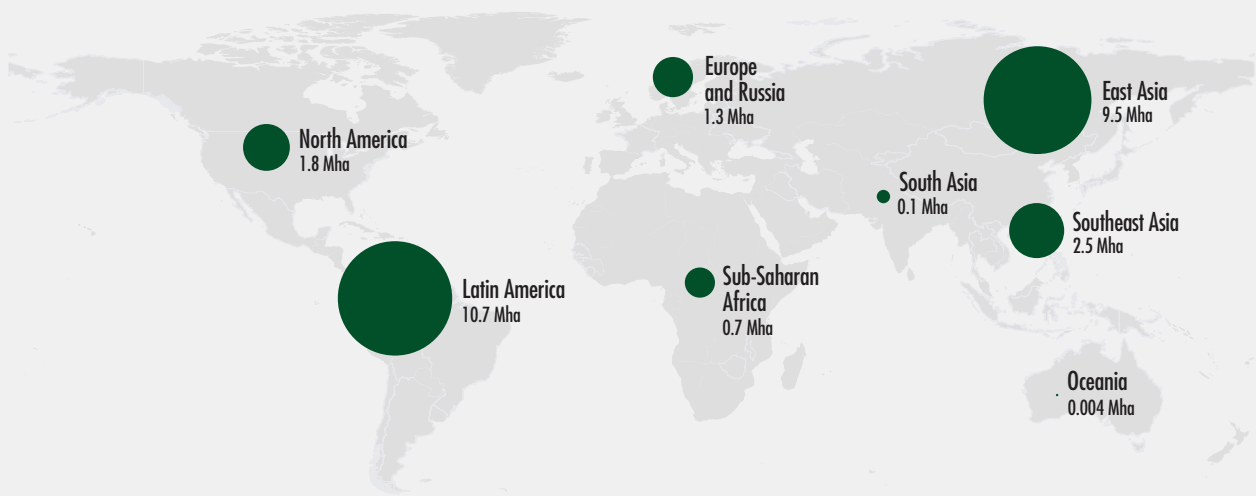 Europe
and Russia
1.3 Mha
East Asia
9.5 Mha
North America
1.8 Mha
South Asia
0.1 Mha
Southeast Asia
2.5 Mha
Latin America
10.7 Mha
Sub-Saharan
Africa
0.7 Mha
Oceania
0.004 Mha